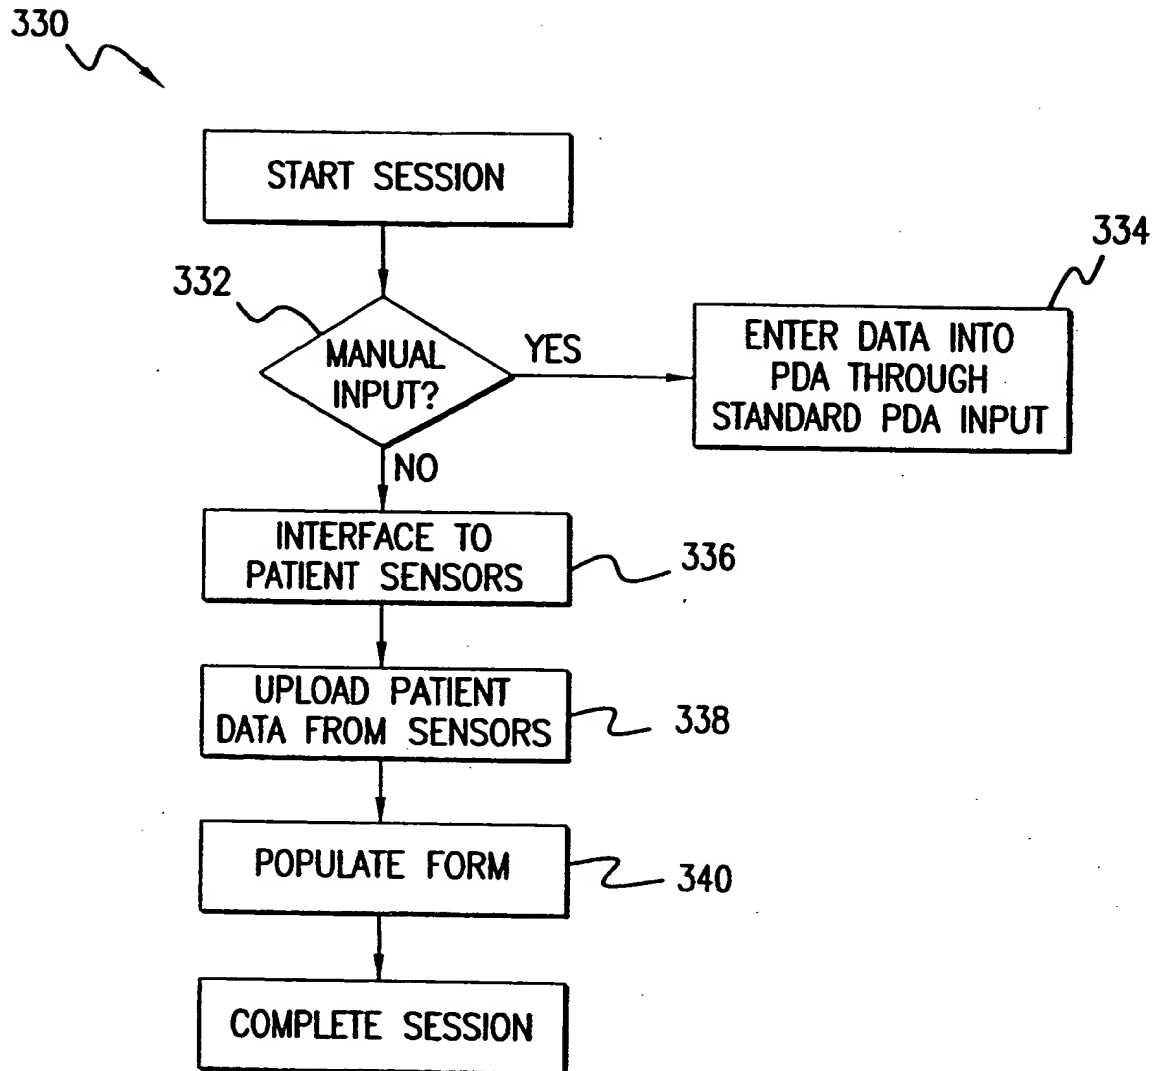 330
START SESSION
332
MANUAL
INPUT?
YES
334
ENTER DATA INTO
PDA THROUGH
STANDARD PDA INPUT
NO
INTERFACE TO
PATIENT SENSORS
336
UPLOAD PATIENT
DATA FROM SENSORS
338
POPULATE FORM
340
COMPLETE SESSION